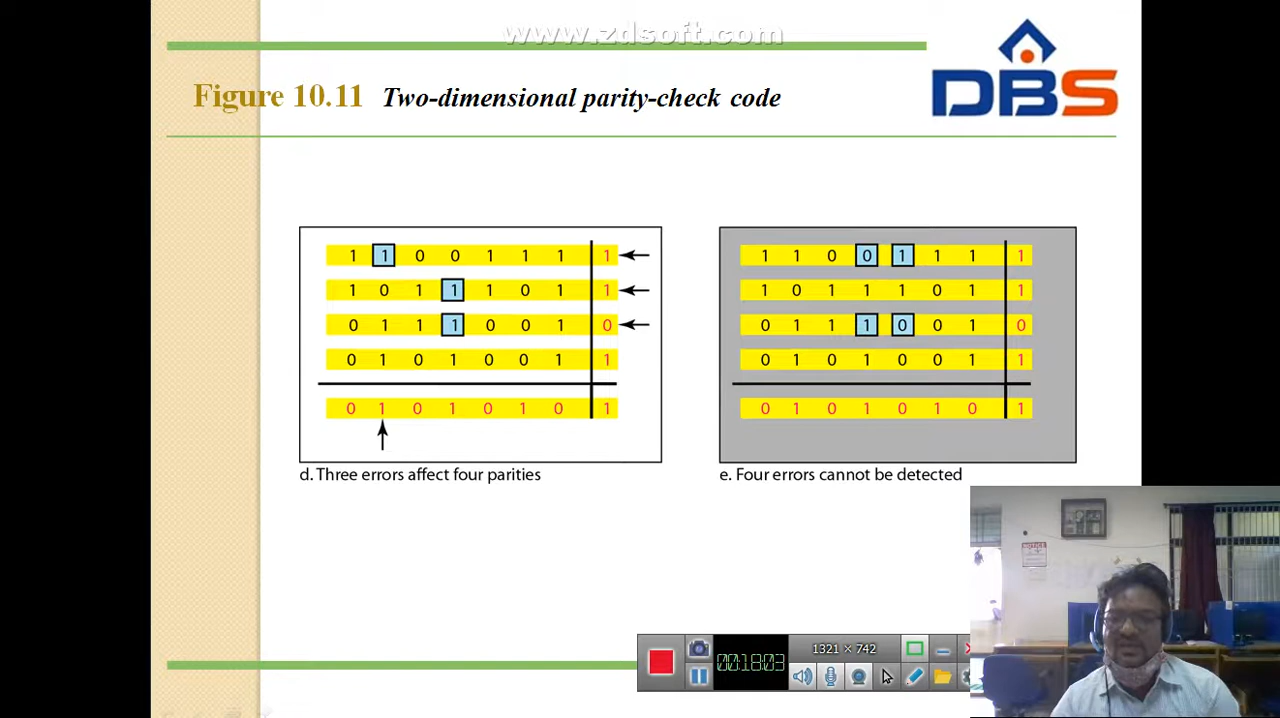 www.zdsoft.com
DBS
Figure 10.11 Two-dimensional parity-check code
1 1 0 0 1 1 1 1
1 0 1 1 1 0 1 1
0 1 1 1 0 0 1 0
0 1 0 1 0 0 1 1
0 1 0 1 0 1 0 1
d. Three errors affect four parities
1 1 0 0 1 1 1 1
1 0 1 1 1 0 1 1
0 1 1 1 0 0 1 0
0 1 0 1 0 0 1 1
0 1 0 1 0 1 0 1
e. Four errors cannot be detected
1321 × 742
00:18:03